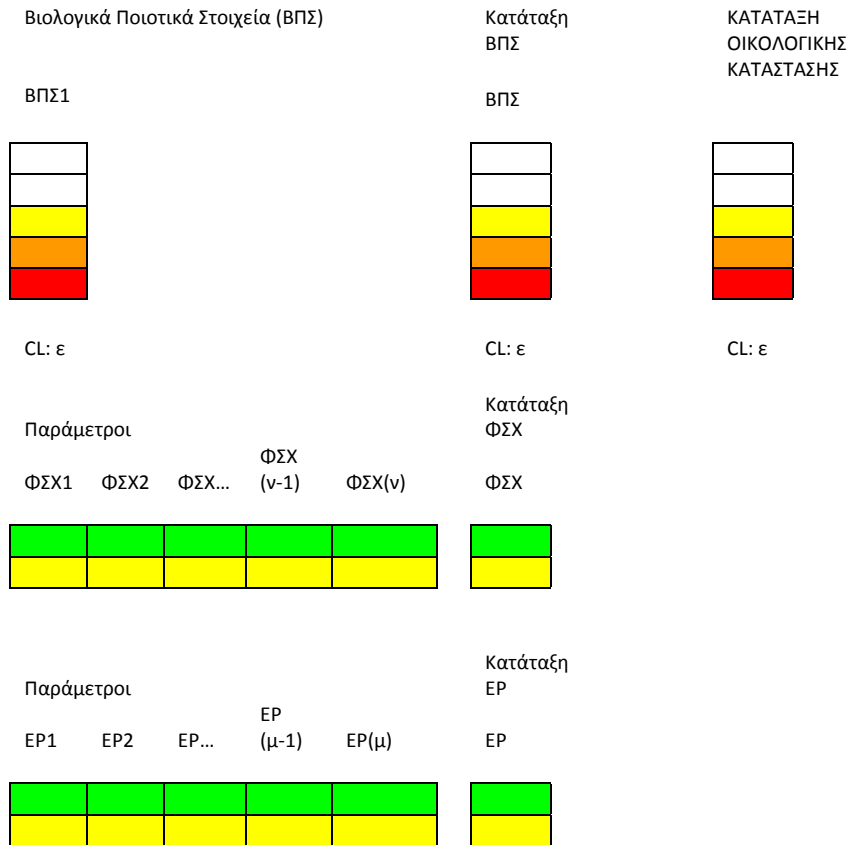 Βιολογικά Ποιοτικά Στοιχεία (ΒΠΣ)
Κατάταξη
ΒΠΣ
ΚΑΤΑΤΑΞΗ
ΟΙΚΟΛΟΓΙΚΗΣ
ΚΑΤΑΣΤΑΣΗΣ
ΒΠΣ1
ΒΠΣ
CL: ε
CL: ε
CL: ε
Παράμετροι
Κατάταξη
ΦΣΧ
ΦΣΧ1
ΦΣΧ2
ΦΣΧ...
ΦΣΧ
(ν-1)
ΦΣΧ(ν)
ΦΣΧ
Παράμετροι
Κατάταξη
ΕΡ
ΕΡ1
ΕΡ2
ΕΡ...
ΕΡ
(μ-1)
ΕΡ(μ)
ΕΡ